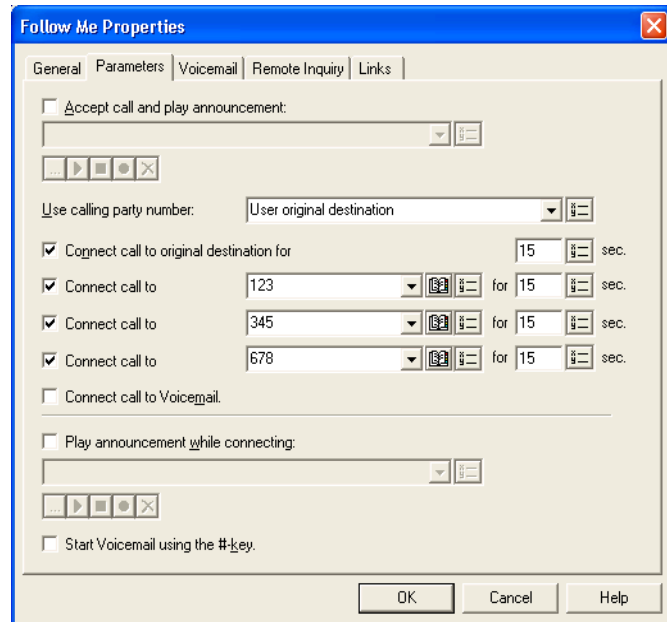 Follow Me Properties
General Parameters Voicemail Remote Inquiry Links
Accept call and play announcement:
...
Use calling party number: User original destination
Connect call to original destination for 15 sec.
Connect call to 123 for 15 sec.
Connect call to 345 for 15 sec.
Connect call to 678 for 15 sec.
Connect call to Voicemail.
Play announcement while connecting:
...
Start Voicemail using the #-key.
OK Cancel Help